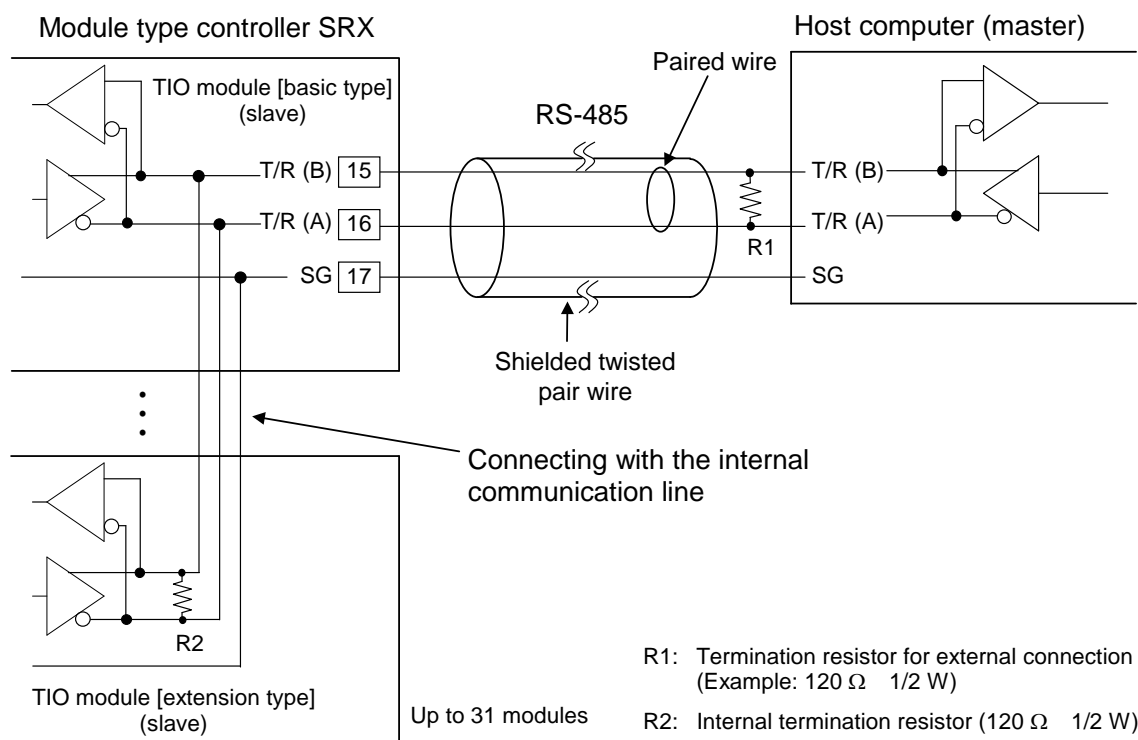 Module type controller SRX
Host computer (master)
TIO module [basic type]
(slave)
Paired wire
RS-485
T/R (B) 15
T/R (A) 16
SG 17
R1
T/R (B)
T/R (A)
SG
Shielded twisted
pair wire
Connecting with the internal
communication line
R2
TIO module [extension type]
(slave)
Up to 31 modules
R1: Termination resistor for external connection
(Example: 120 Ω 1/2 W)
R2: Internal termination resistor (120 Ω 1/2 W)